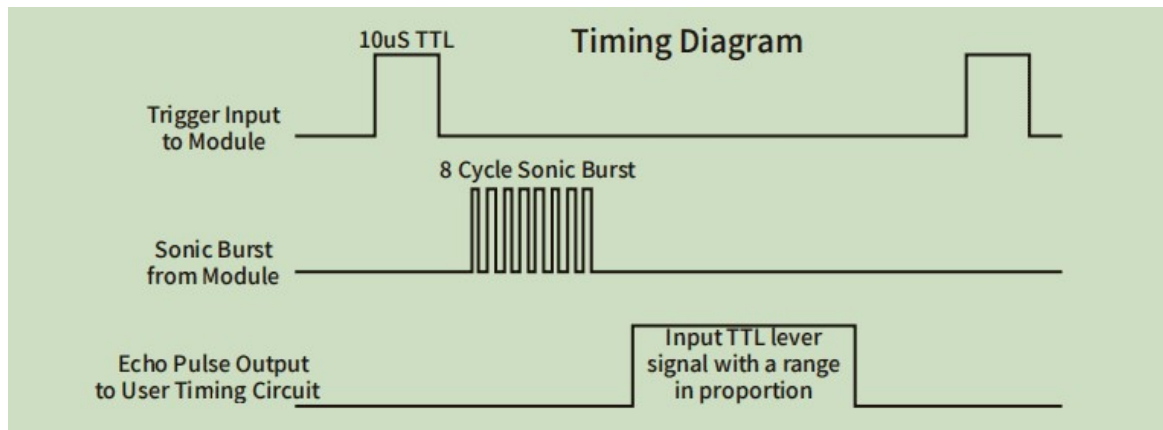 10uS TTL
Timing Diagram
Trigger Input
to Module
8 Cycle Sonic Burst
Sonic Burst
from Module
Input TTL lever
signal with a range
in proportion
Echo Pulse Output
to User Timing Circuit